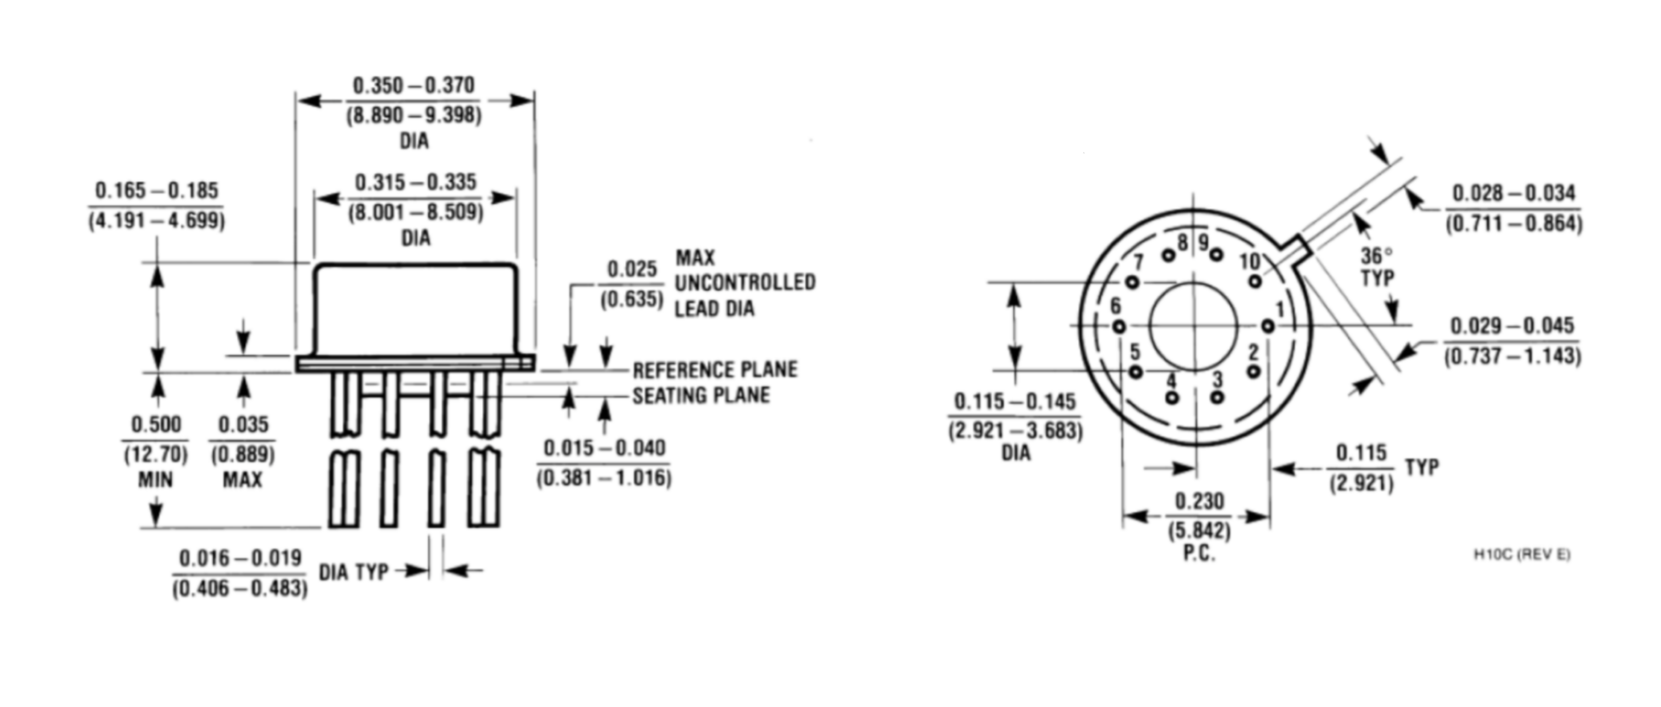 0.350 – 0.370
(8.890 – 9.398)
DIA
0.315 – 0.335
(8.001 – 8.509)
DIA
0.165 – 0.185
(4.191 – 4.699)
0.025
(0.635)
MAX
UNCONTROLLED
LEAD DIA
REFERENCE PLANE
SEATING PLANE
0.500
(12.70)
MIN
0.035
(0.889)
MAX
0.015 – 0.040
(0.381 – 1.016)
0.016 – 0.019
(0.406 – 0.483)
DIA TYP
0.028 – 0.034
(0.711 – 0.864)
36°
TYP
8 9
7
10
6
1
5
2
4
3
0.029 – 0.045
(0.737 – 1.143)
0.115 – 0.145
(2.921 – 3.683)
DIA
0.115
(2.921)
TYP
0.230
(5.842)
P.C.
H10C (REV E)